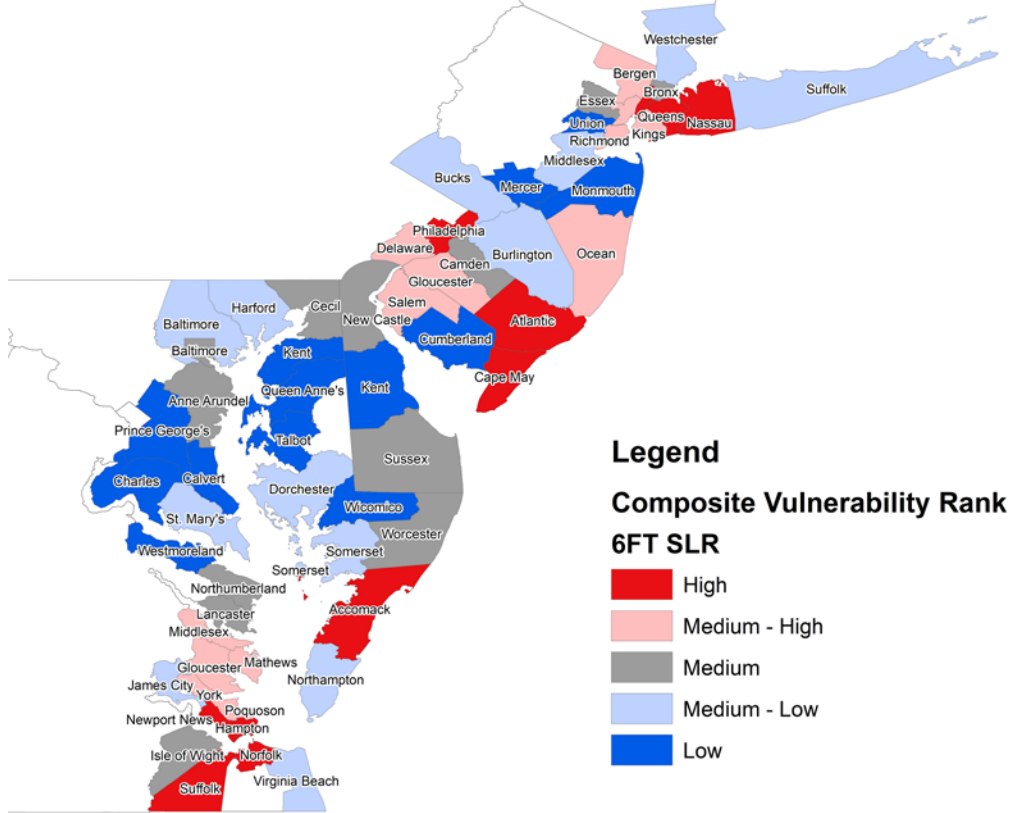 Westchester
Bergen
Suffolk
Bronx
Essex
Queens
Union
Nassau
Kings
Richmond
Middlesex
Bucks
Mercer
Monmouth
Philadelphia
Delaware
Burlington
Ocean
Camden
Gloucester
Salem
Harford
Cecil
New Castle
Baltimore
Atlantic
Cumberland
Baltimore
Kent
Cape May
Queen Anne's
Kent
Anne Arundel
Prince George's
Talbot
Legend
Sussex
Charles
Calvert
Dorchester
Composite Vulnerability Rank
Wicomico
St. Mary's
Worcester
6FT SLR
Westmoreland
Somerset
Somerset
High
Northumberland
Accomack
Lancaster
Medium - High
Middlesex
Mathews
Gloucester
Medium
Northampton
James City
York
Poquoson
Medium - Low
Newport News
Hampton
Low
Isle of Wight
Norfolk
Virginia Beach
Suffolk